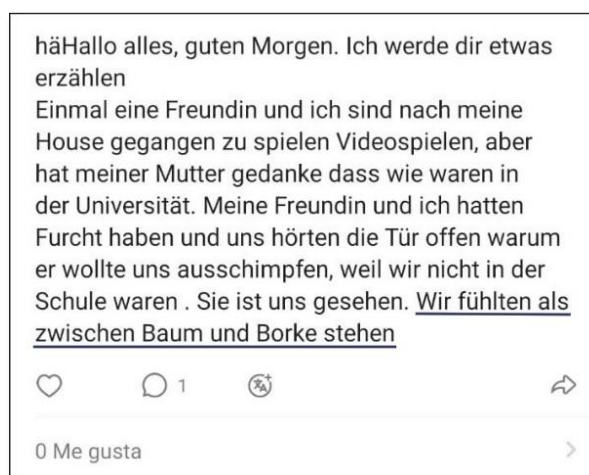 häHallo alles, guten Morgen. Ich werde dir etwas
erzählen
Einmal eine Freundin und ich sind nach meine
House gegangen zu spielen Videospielen, aber
hat meiner Mutter gedanke dass wie waren in
der Universität. Meine Freundin und ich hatten
Furcht haben und uns hörten die Tür offen warum
er wollte uns ausschimpfen, weil wir nicht in der
Schule waren . Sie ist uns gesehen. Wir fühlten als
zwischen Baum und Borke stehen
1
0 Me gusta